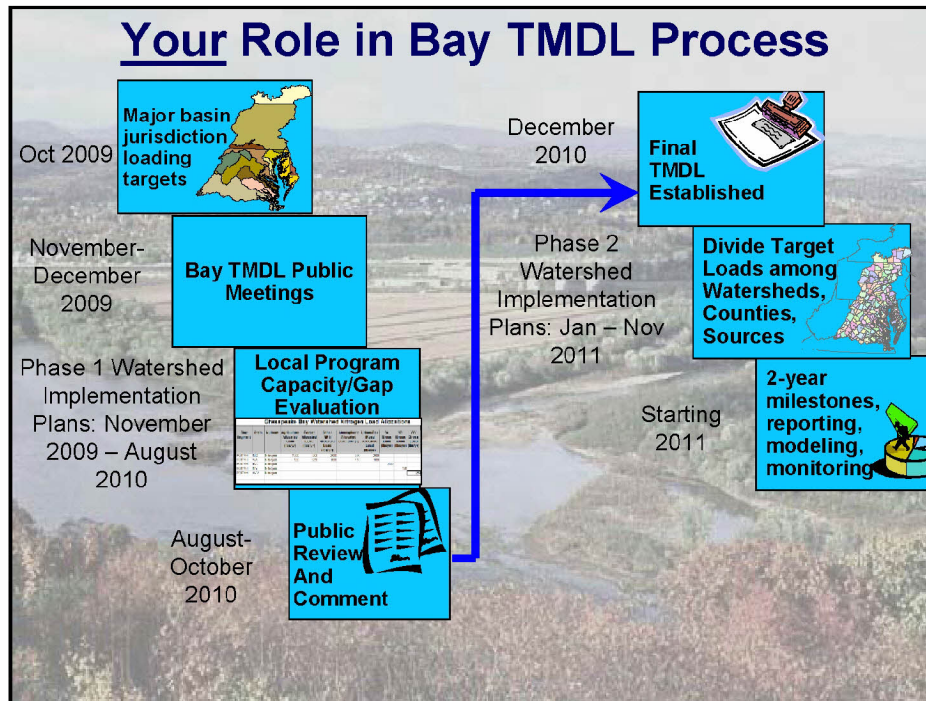 Your Role in Bay TMDL Process
Oct 2009
Major basin
jurisdiction
loading
targets
November-
December
2009
Bay TMDL Public
Meetings
Phase 1 Watershed
Implementation
Plans: November
2009 – August
2010
Local Program
Capacity/Gap
Evaluation
Chesapeake Bay Watershed Nitrogen Load Allocations
August-
October
2010
Public
Review
And
Comment
December
2010
Final
TMDL
Established
Phase 2
Watershed
Implementation
Plans: Jan – Nov
2011
Divide Target
Loads among
Watersheds,
Counties,
Sources
Starting
2011
2-year
milestones,
reporting,
modeling,
monitoring